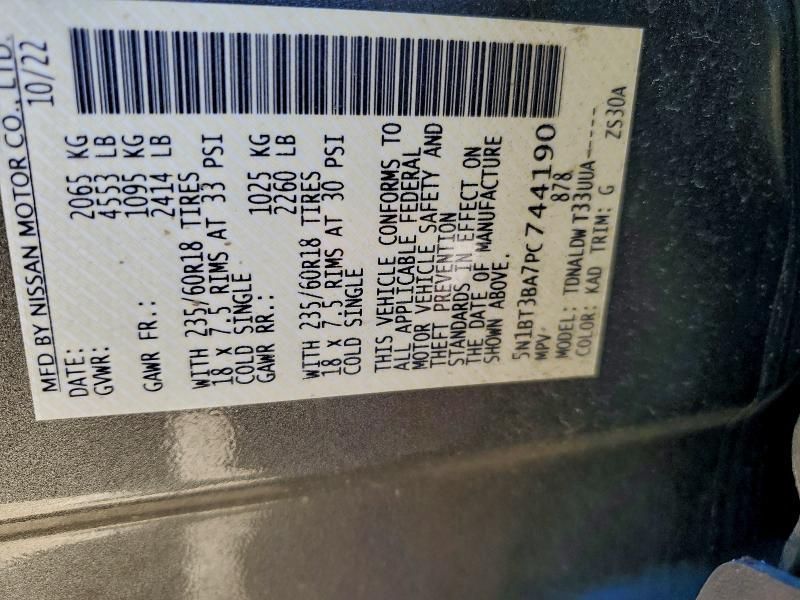 MFD BY NISSAN MOTOR CO., LTD.
DATE: 10/22
GVWR: 2065 KG
4553 LB
GAWR FR.: 1095 KG
2414 LB
WITH 235/60R18 TIRES
18 X 7.5 RIMS AT 33 PSI
COLD SINGLE
GAWR RR.: 1025 KG
2260 LB
WITH 235/60R18 TIRES
18 X 7.5 RIMS AT 30 PSI
COLD SINGLE
THIS VEHICLE CONFORMS TO
ALL APPLICABLE FEDERAL
MOTOR VEHICLE SAFETY AND
THEFT PREVENTION
STANDARDS IN EFFECT ON
THE DATE OF MANUFACTURE
SHOWN ABOVE.
5N1BT3BA7PC744190
MPV 878
MODEL: TDNALDW T33UUA-----
COLOR: KAD TRIM: G ZS30A